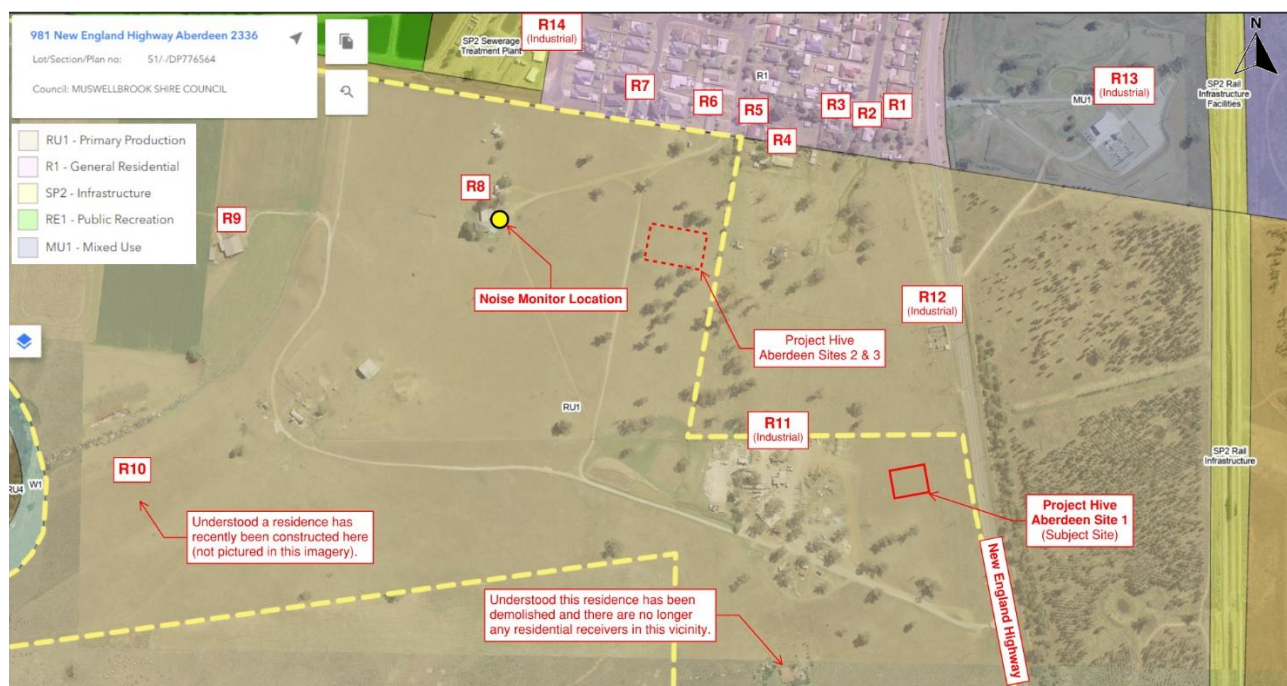 981 New England Highway Aberdeen 2336
Lot/Section/Plan no: 51/-/DP776564
Council: MUSWELLBROOK SHIRE COUNCIL
RU1 - Primary Production
R1 - General Residential
SP2 - Infrastructure
RE1 - Public Recreation
MU1 - Mixed Use
R14
(Industrial)
SP2 Sewerage
Treatment Plant
R1
R7
R6
R5
R3
R2
R1
R4
R13
(Industrial)
MU1
SP2 Rail
Infrastructure
Facilities
N
R8
R9
Noise Monitor Location
R12
(Industrial)
Project Hive
Aberdeen Sites 2 & 3
RU1
R11
(Industrial)
SP2 Rail
Infrastructure
R10
W1
RU4
Understood a residence has
recently been constructed here
(not pictured in this imagery).
Project Hive
Aberdeen Site 1
(Subject Site)
New England Highway
Understood this residence has been
demolished and there are no longer
any residential receivers in this vicinity.